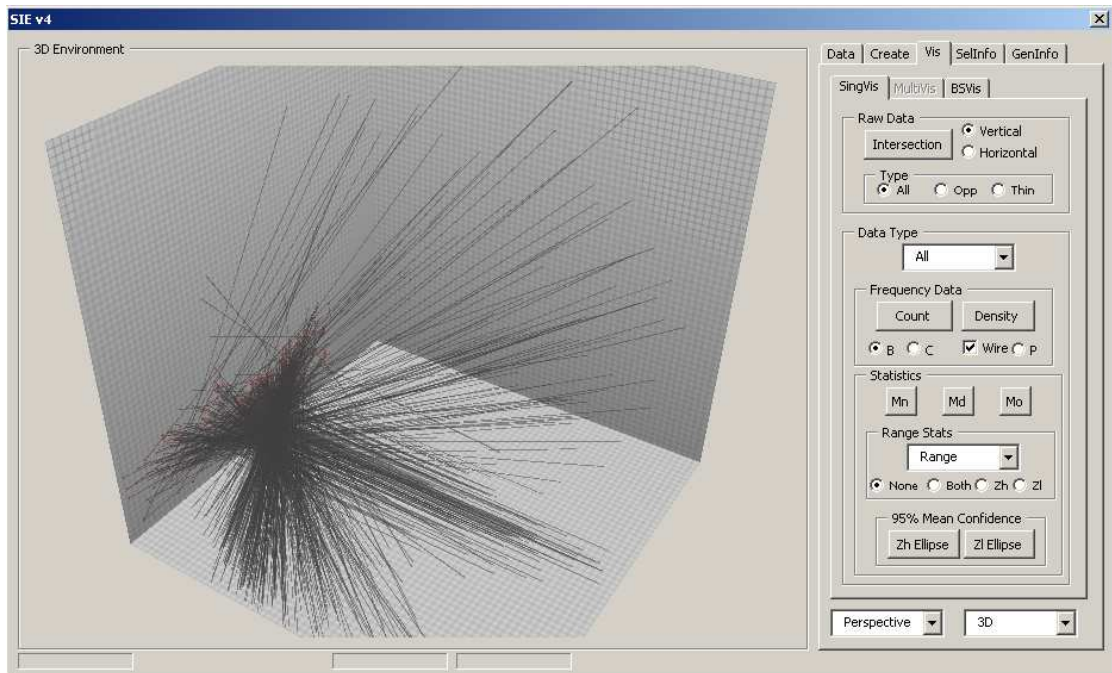 SIE v4
3D Environment
Data Create Vis SelInfo GenInfo
SingVis MultiVis BSVis
Raw Data
Intersection
Vertical
Horizontal
Type
All Opp Thin
Data Type
All
Frequency Data
Count Density
B C Wire P
Statistics
Mn Md Mo
Range Stats
Range
None Both Zh Zl
95% Mean Confidence
Zh Ellipse Zl Ellipse
Perspective 3D